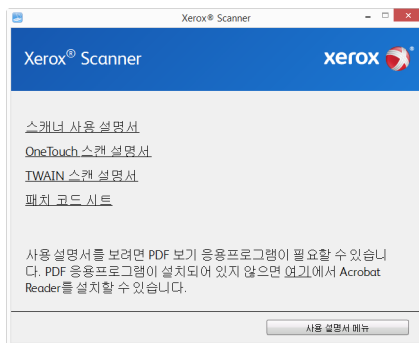 Xerox® Scanner
Xerox® Scanner
xerox
스캐너 사용 설명서
OneTouch 스캔 설명서
TWAIN 스캔 설명서
패치 코드 시트
사용 설명서를 보려면 PDF 보기 응용프로그램이 필요할 수 있습니
다. PDF 응용프로그램이 설치되어 있지 않으면 여기에서 Acrobat
Reader를 설치할 수 있습니다.
사용 설명서 메뉴